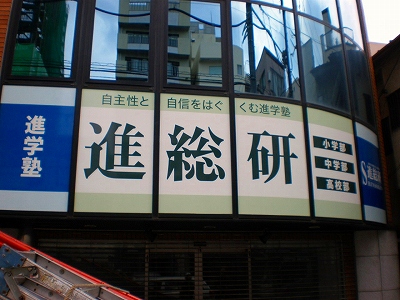 進学塾
自主性と自信をはぐくむ進学塾
進総研
小学部
中学部
高校部